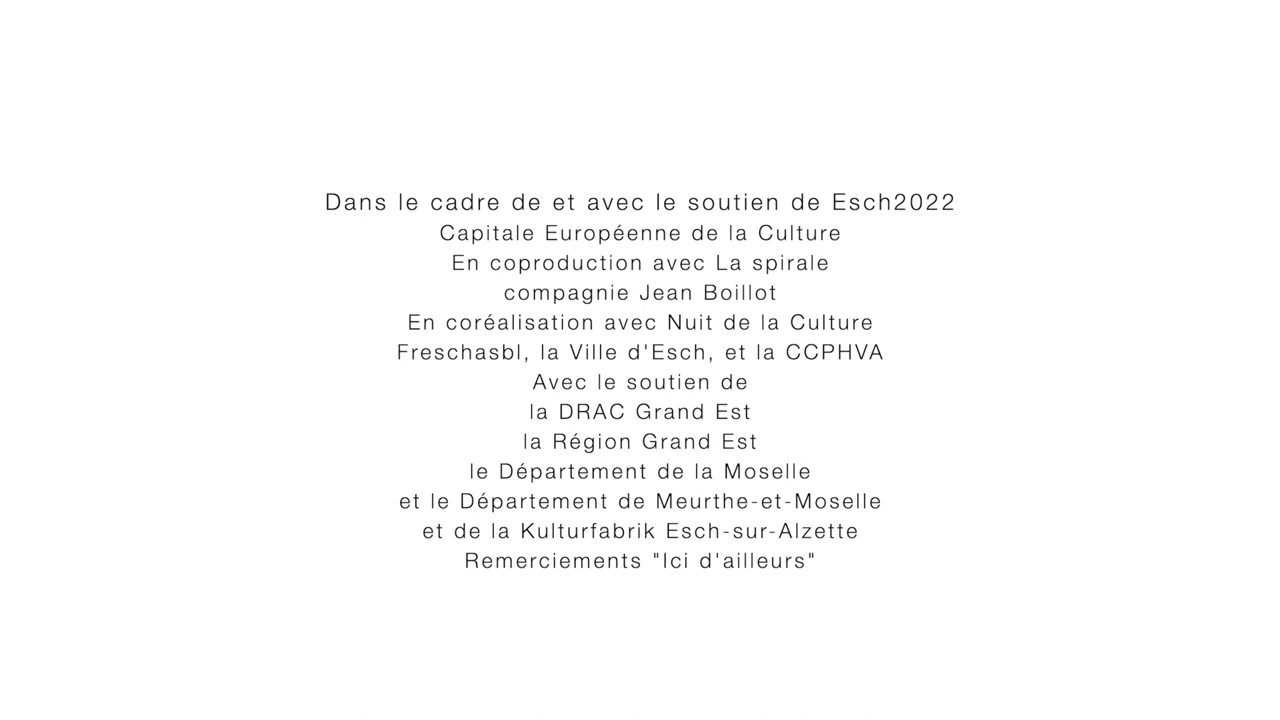 Dans le cadre de et avec le soutien de Esch2022
Capitale Européenne de la Culture
En coproduction avec La spirale
compagnie Jean Boillot
En coréalisation avec Nuit de la Culture
Freschasbl, la Ville d'Esch, et la CCPHVA
Avec le soutien de
la DRAC Grand Est
la Région Grand Est
le Département de la Moselle
et le Département de Meurthe-et-Moselle
et de la Kulturfabrik Esch-sur-Alzette
Remerciements "Ici d'ailleurs"